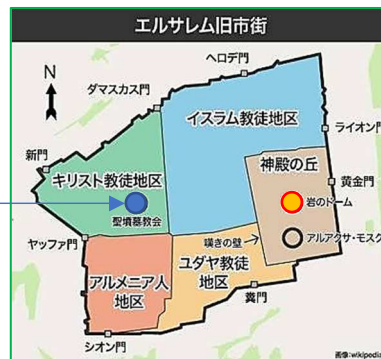 エルサレム旧市街
ヘロデ門
N
ダマスカス門
イスラム教徒地区
ライオン門
新門
神殿の丘
キリスト教徒地区
黄金門
岩のドーム
聖墳墓教会
ヤッファ門
嘆きの壁
アルアクサ・モスク
ユダヤ教徒
地区
アルメニア人
地区
糞門
シオン門
画像:wikipedia